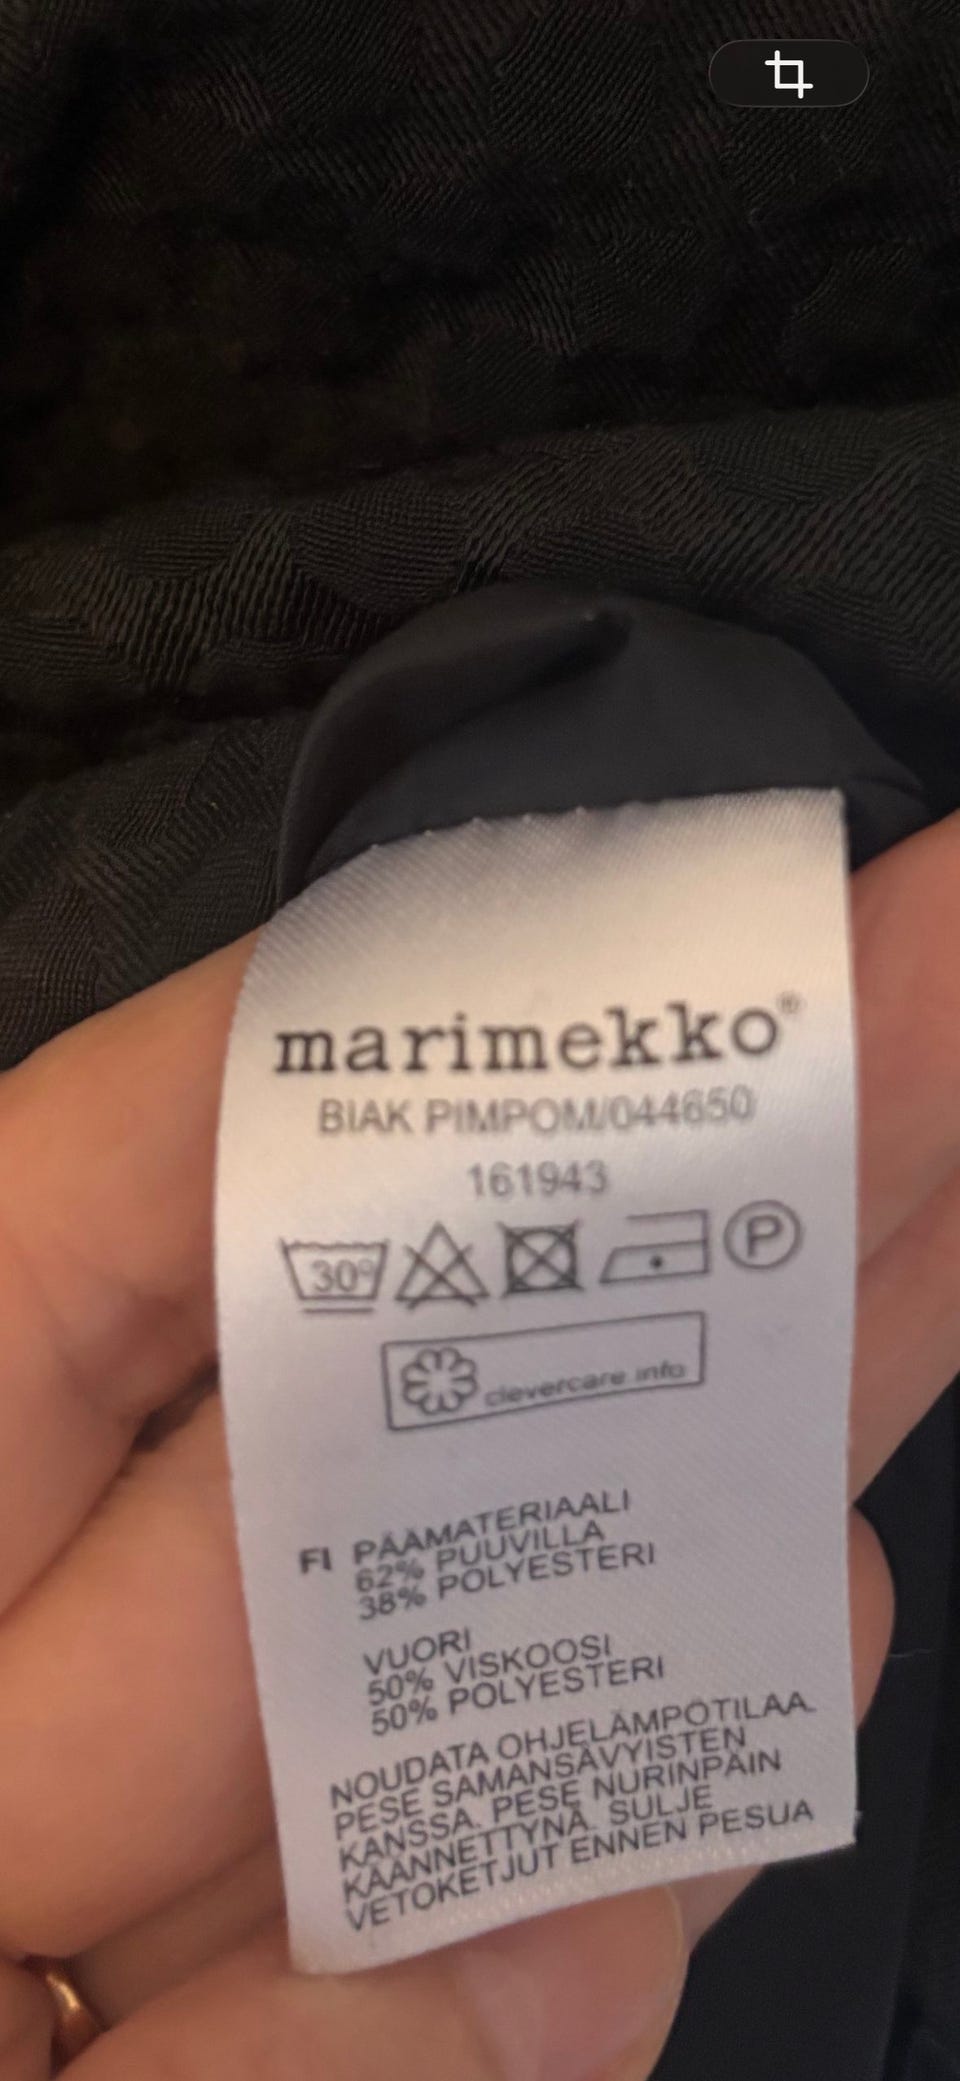 marimekko®
BIAK PIMPOM/044650
161943
30° P
clevercare.info
FI PÄÄMATERIAALI
62% PUUVILLA
38% POLYESTERI
VUORI
50% VISKOOSI
50% POLYESTERI
NOUDATA OHJELÄMPÖTILAA.
PESE SAMANSÄVYISTEN
KANSSA. PESE NURINPÄIN
KÄÄNNETTYNÄ. SULJE
VETOKETJUT ENNEN PESUA